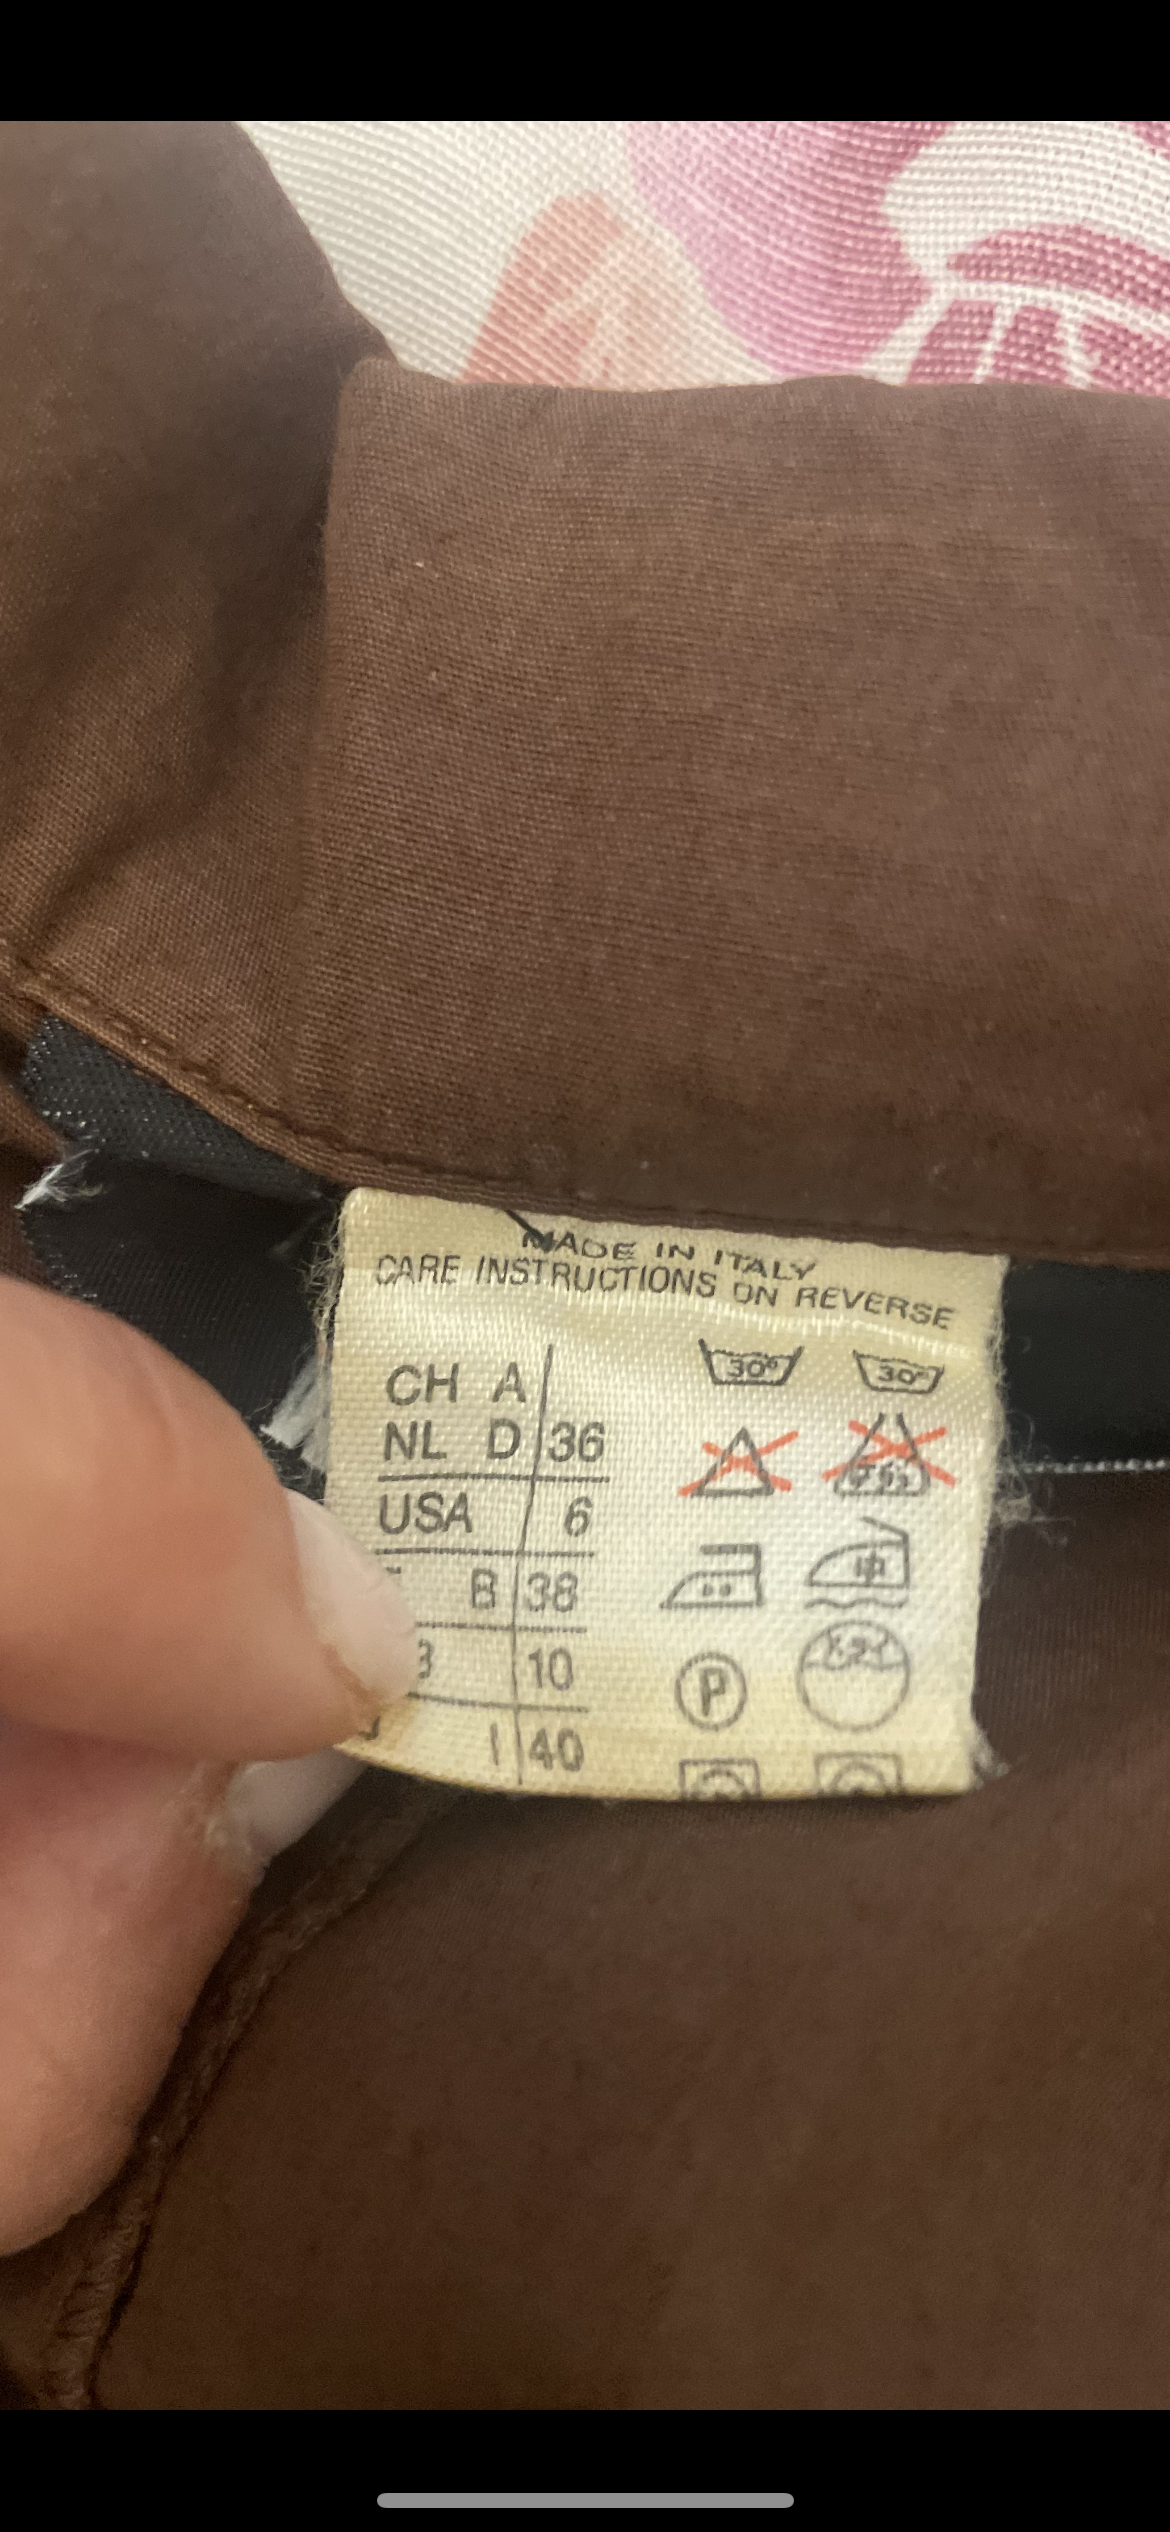 MADE IN ITALY
CARE INSTRUCTIONS ON REVERSE
CH A
NL D 36
USA 6
B 38
10
I 40
30°
30°
P